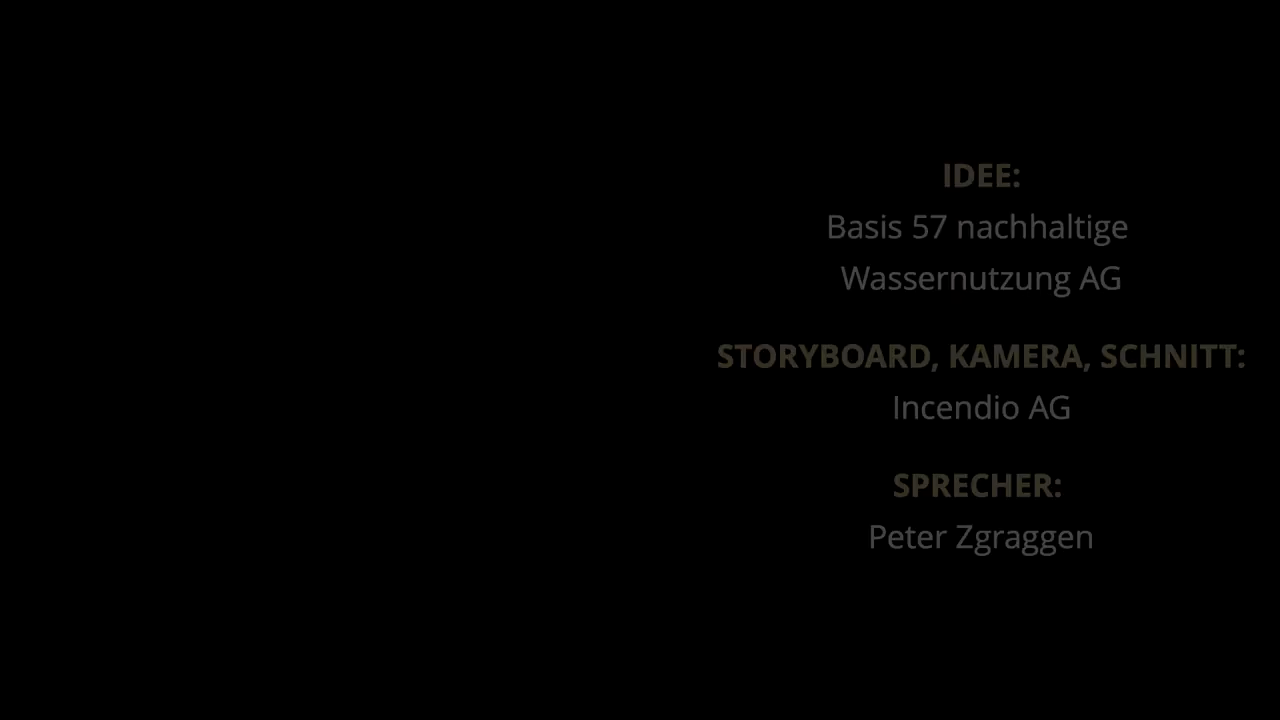 IDEE:
Basis 57 nachhaltige
Wassernutzung AG
STORYBOARD, KAMERA, SCHNITT:
Incendio AG
SPRECHER:
Peter Zgraggen